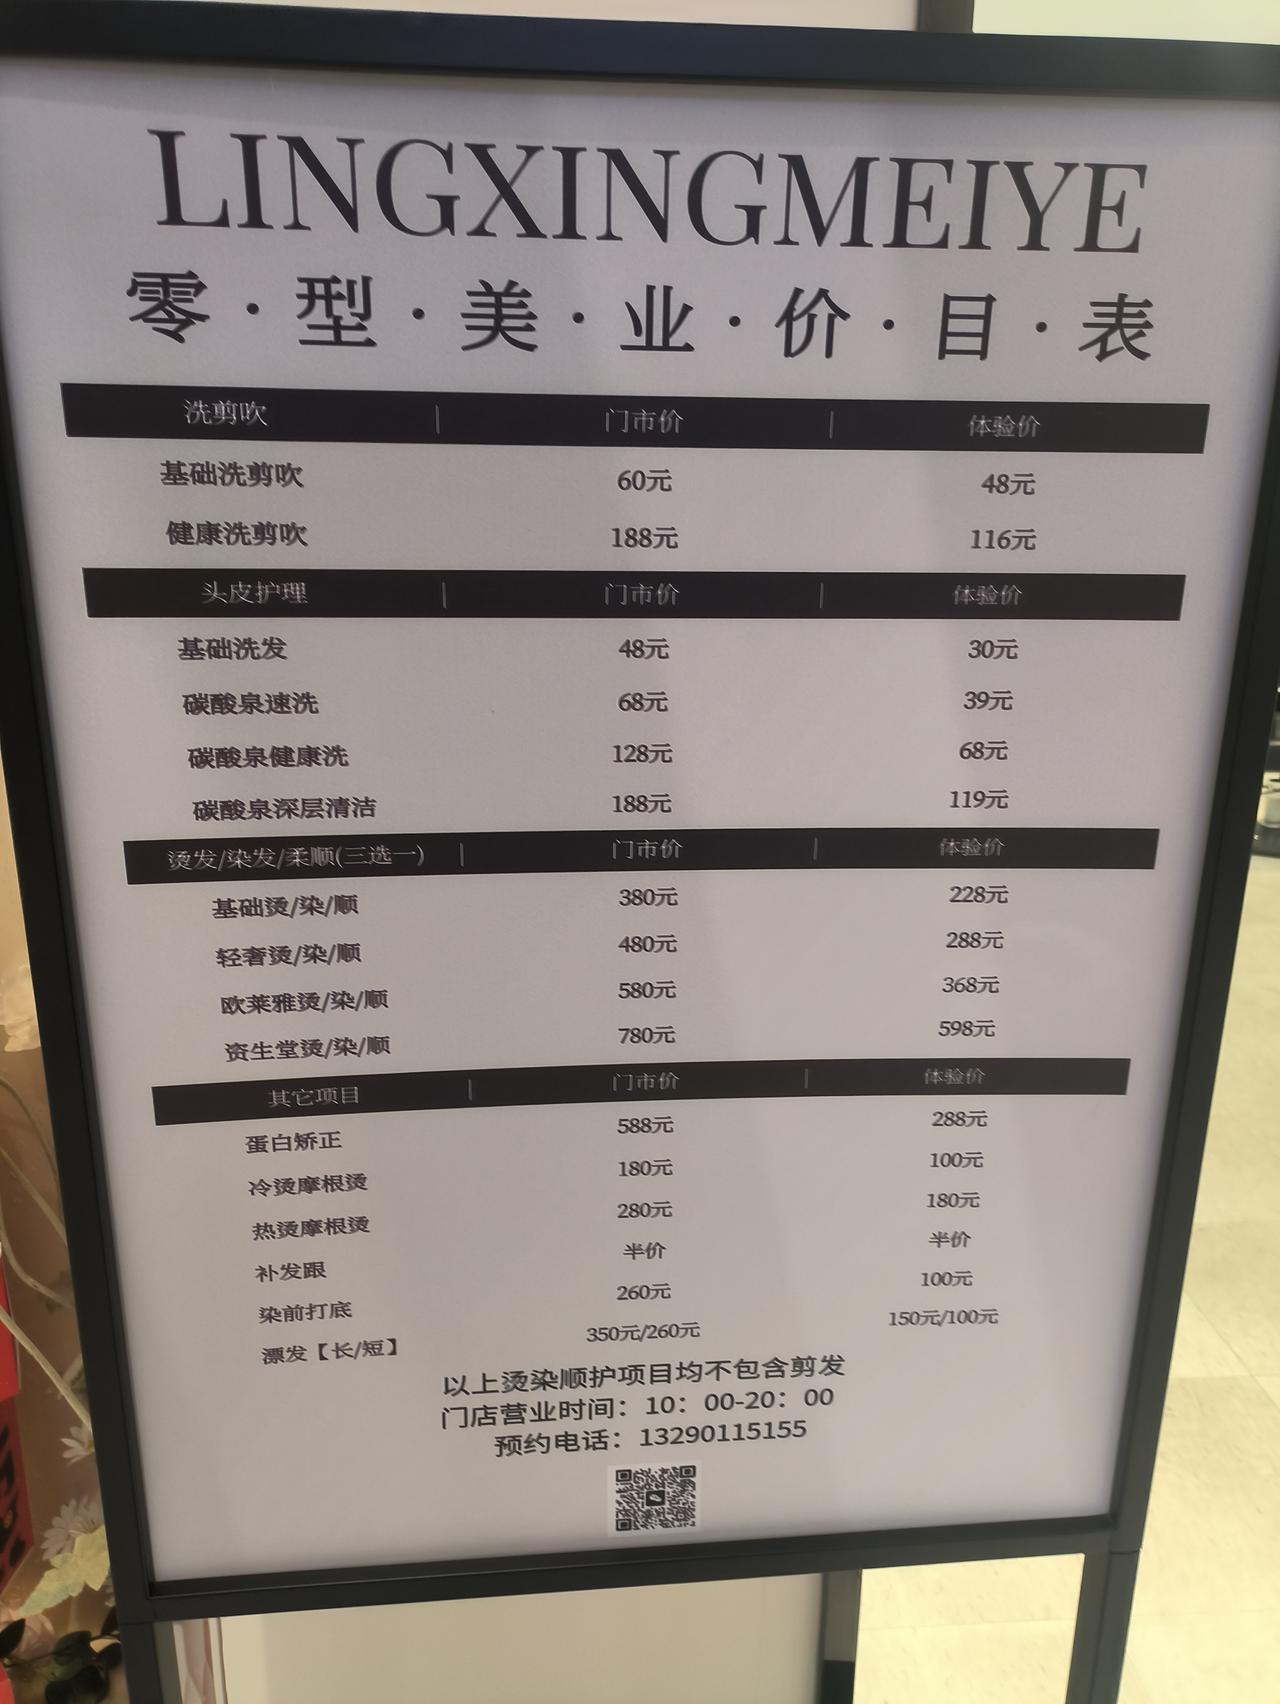 LINGXINGMEIYE
零·型·美·业·价·目·表
洗剪吹 | 门市价 | 体验价
基础洗剪吹 60元 48元
健康洗剪吹 188元 116元
头皮护理 | 门市价 | 体验价
基础洗发 48元 30元
碳酸泉速洗 68元 39元
碳酸泉健康洗 128元 68元
碳酸泉深层清洁 188元 119元
烫发/染发/柔顺(三选一) | 门市价 | 体验价
基础烫/染/顺 380元 228元
轻奢烫/染/顺 480元 288元
欧莱雅烫/染/顺 580元 368元
资生堂烫/染/顺 780元 598元
其它项目 | 门市价 | 体验价
蛋白矫正 588元 288元
冷烫摩根烫 180元 100元
热烫摩根烫 280元 180元
补发跟 半价 半价
染前打底 260元 100元
漂发【长/短】 350元/260元 150元/100元
以上烫染顺护项目均不包含剪发
门店营业时间：10：00-20：00
预约电话：13290115155